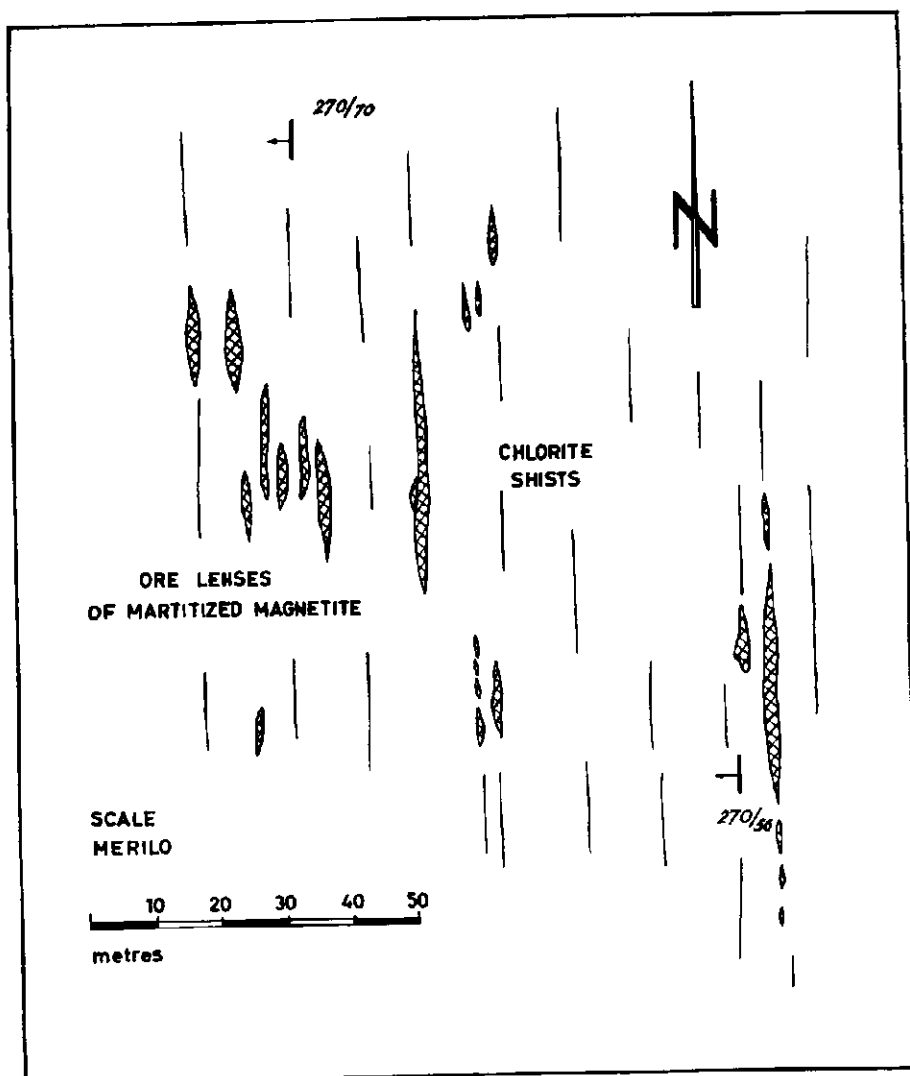 270/70
N
CHLORITE
SHISTS
ORE LENSES
OF MARTITIZED MAGNETITE
270/56
SCALE
MERILO
10 20 30 40 50
metres